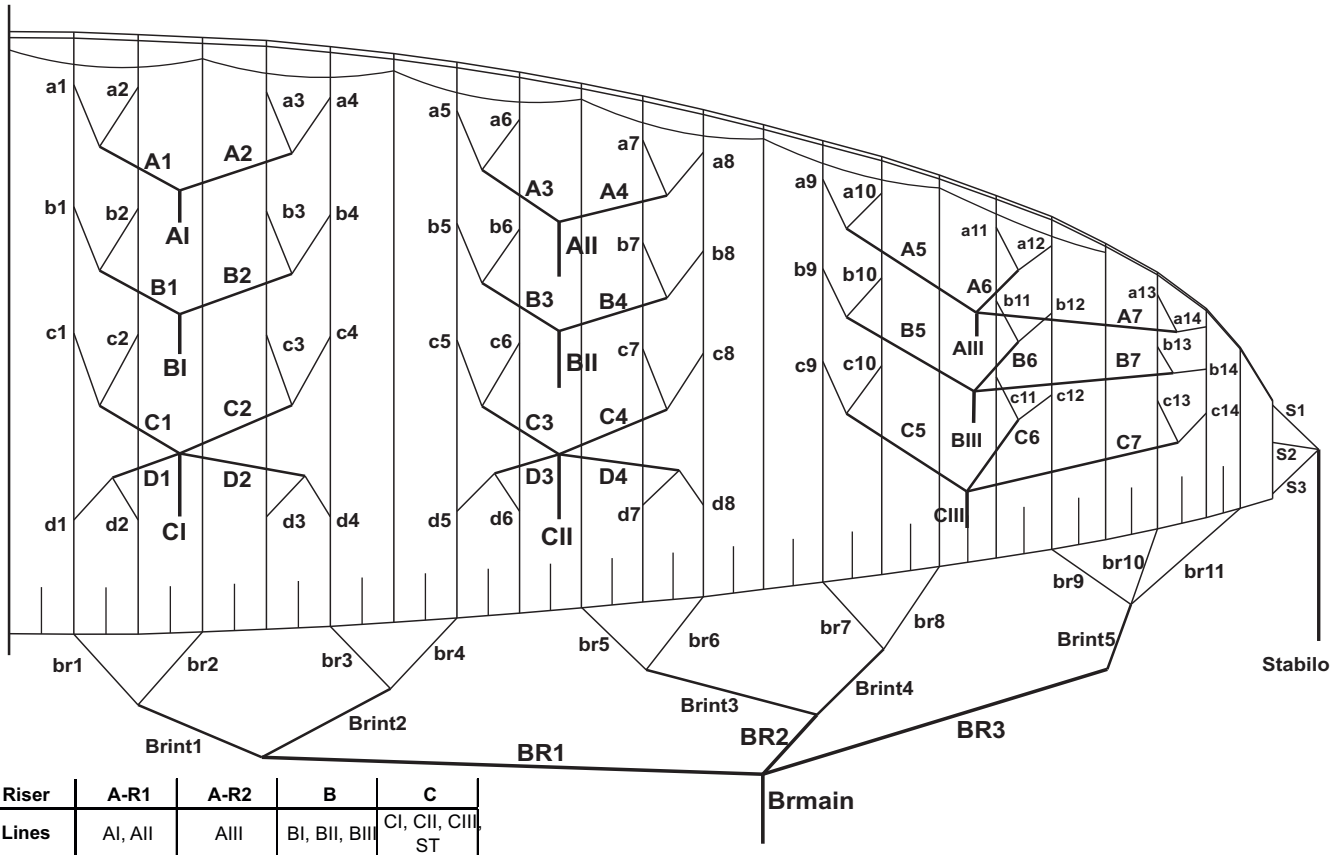 a1 a2 a3 a4 a5 a6 a7 a8 a9 a10 a11 a12 a13 a14
A1 A2 A3 A4 A5 A6 A7
AI AII AIII
b1 b2 b3 b4 b5 b6 b7 b8 b9 b10 b11 b12 b13 b14
B1 B2 B3 B4 B5 B6 B7
BI BII BIII
c1 c2 c3 c4 c5 c6 c7 c8 c9 c10 c11 c12 c13 c14
C1 C2 C3 C4 C5 C6 C7
D1 D2 D3 D4
d1 d2 d3 d4 d5 d6 d7 d8
CI CII CIII
S1
S2
S3
Stabilo
br1 br2 br3 br4 br5 br6 br7 br8 br9 br10 br11
Brint1 Brint2 Brint3 Brint4 Brint5
BR1 BR2 BR3
Brmain
Riser A-R1 A-R2 B C
Lines AI, AII AIII BI, BII, BIII CI, CII, CIII,
ST